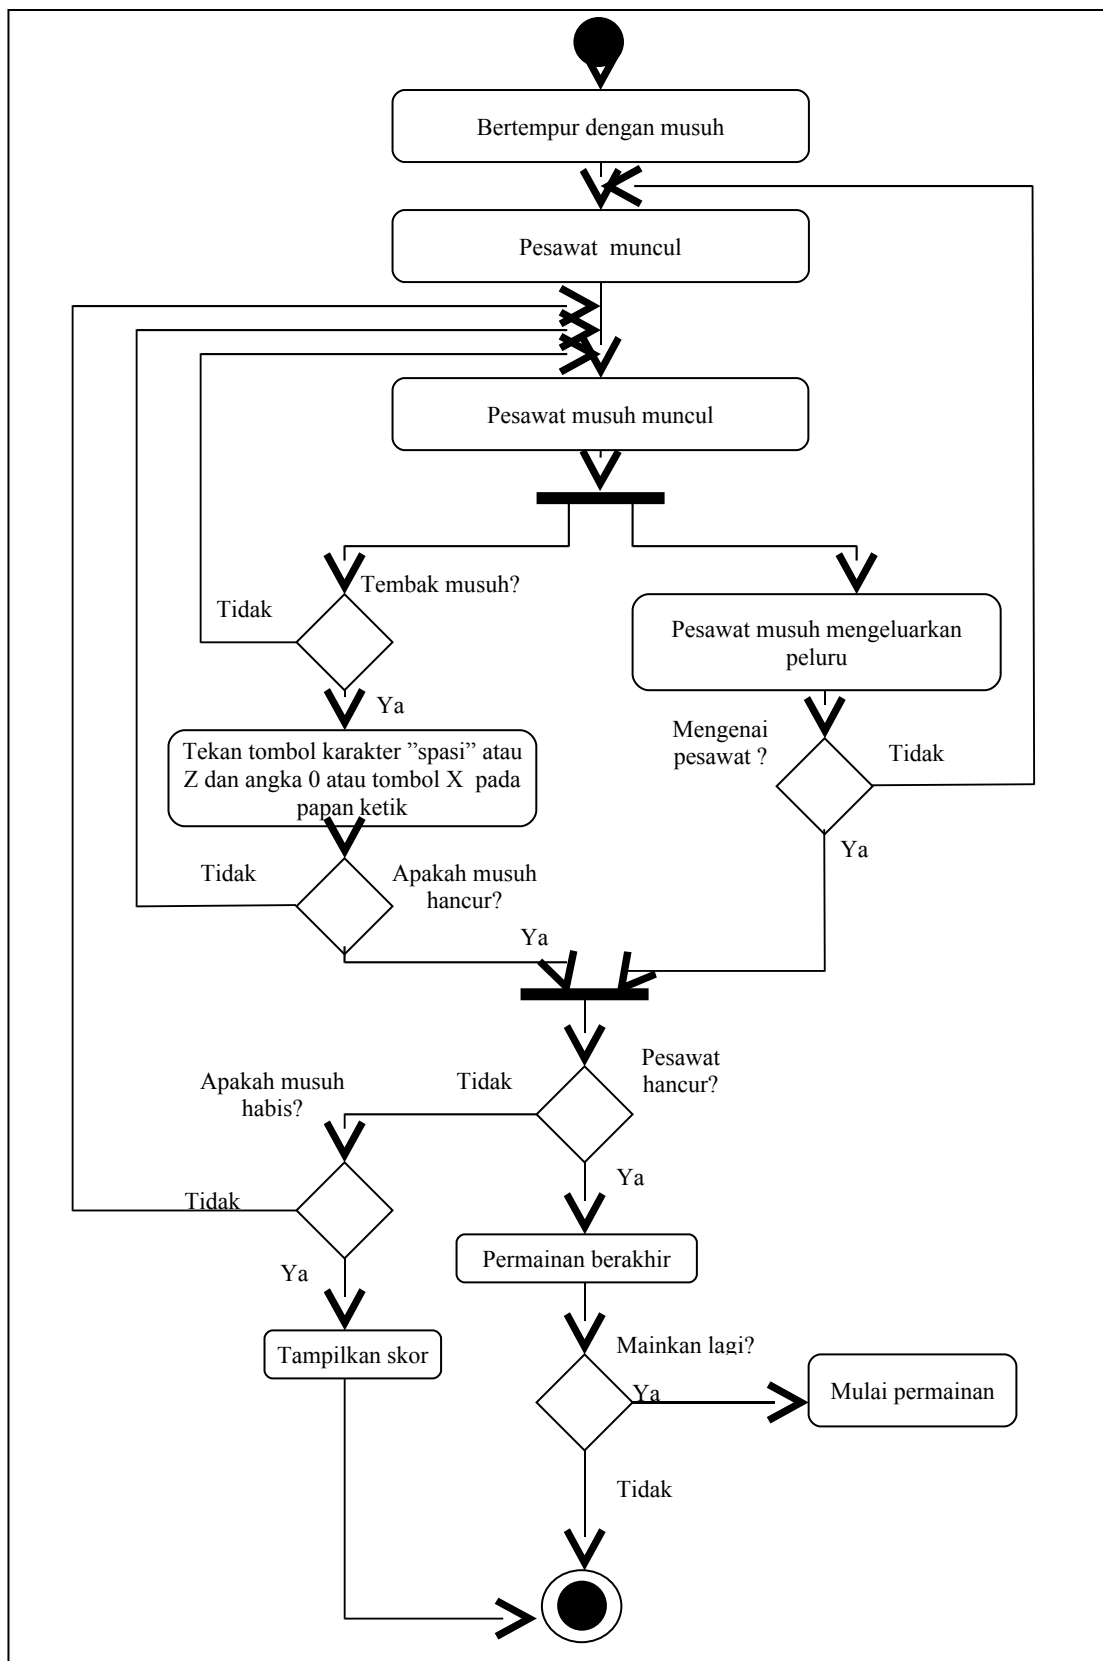 Bertempur dengan musuh
Pesawat  muncul
Pesawat musuh muncul
Tembak musuh?
Tidak
Pesawat musuh mengeluarkan
peluru
Ya
Mengenai
pesawat ?
Tidak
Tekan tombol karakter ”spasi” atau
Z dan angka 0 atau tombol X  pada
papan ketik
Ya
Tidak
Apakah musuh
hancur?
Ya
Pesawat
hancur?
Tidak
Apakah musuh
habis?
Ya
Tidak
Permainan berakhir
Ya
Mainkan lagi?
Tampilkan skor
Ya
Mulai permainan
Tidak